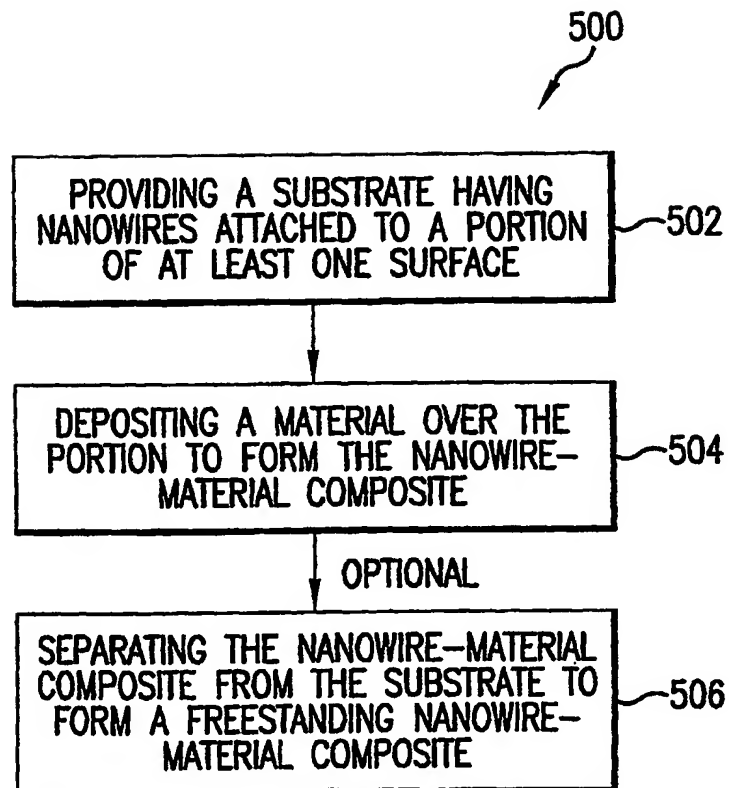 500
PROVIDING A SUBSTRATE HAVING
NANOWIRES ATTACHED TO A PORTION
OF AT LEAST ONE SURFACE
502
DEPOSITING A MATERIAL OVER THE
PORTION TO FORM THE NANOWIRE-
MATERIAL COMPOSITE
504
OPTIONAL
SEPARATING THE NANOWIRE-MATERIAL
COMPOSITE FROM THE SUBSTRATE TO
FORM A FREESTANDING NANOWIRE-
MATERIAL COMPOSITE
506